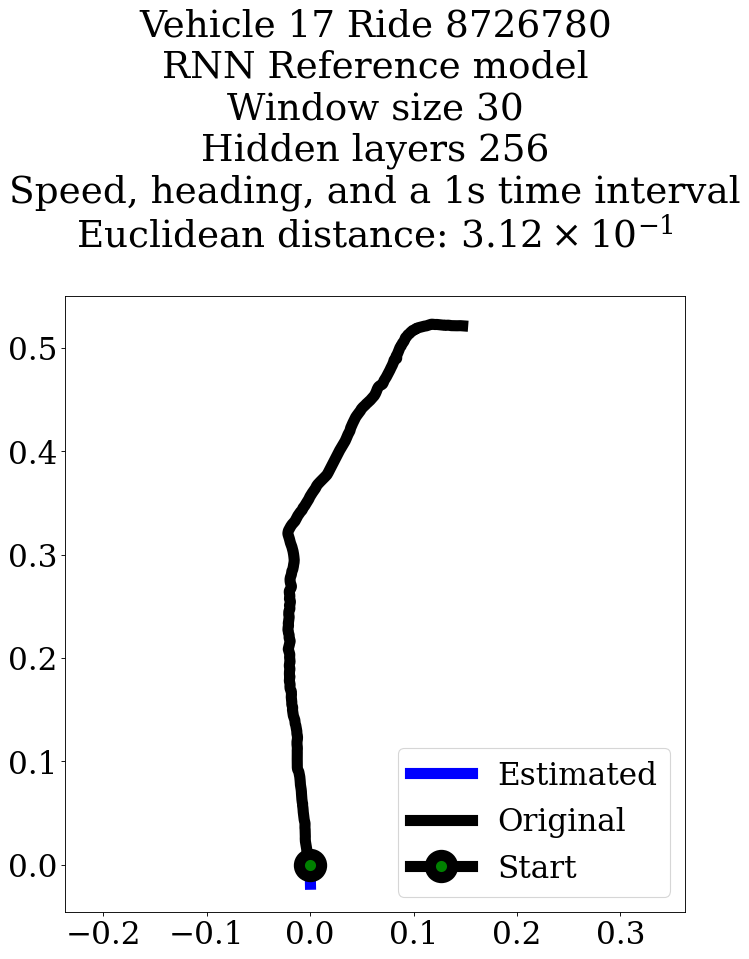 Vehicle 17 Ride 8726780
RNN Reference model
Window size 30
Hidden layers 256
Speed, heading, and a 1s time interval
Euclidean distance: 3.12 × 10⁻¹
0.5
0.4
0.3
0.2
0.1
0.0
Estimated
Original
Start
−0.2 −0.1 0.0 0.1 0.2 0.3